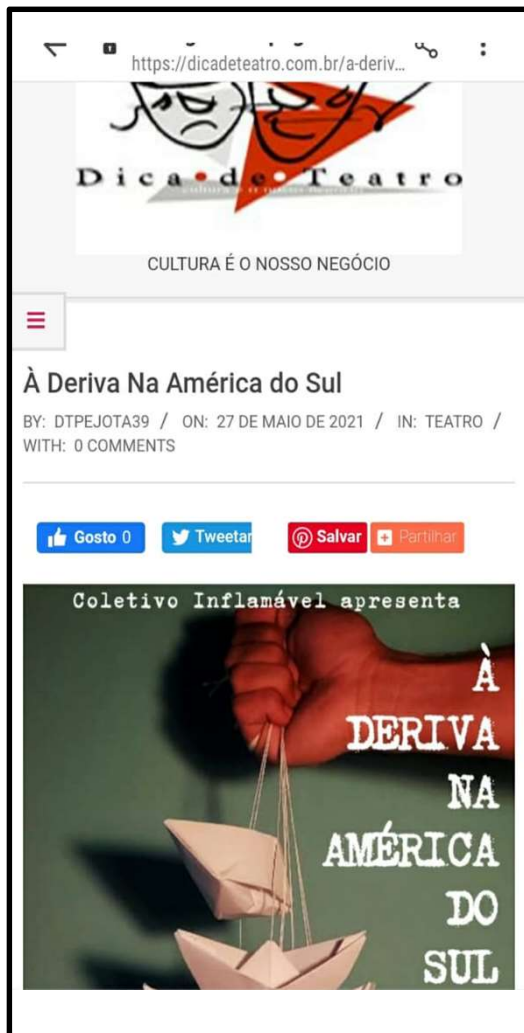 https://dicadeteatro.com.br/a-deriv...
Dica•de•Teatro
CULTURA É O NOSSO NEGÓCIO
À Deriva Na América do Sul
BY: DTPEJOTA39 / ON: 27 DE MAIO DE 2021 / IN: TEATRO /
WITH: 0 COMMENTS
Gosto 0 Tweetar Salvar Partilhar
Coletivo Inflamável apresenta
À
DERIVA
NA
AMÉRICA
DO
SUL